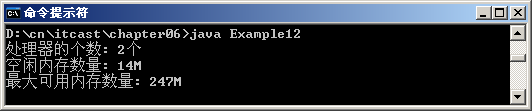 命令提示符
D:\cn\itcast\chapter06>java Example12
处理器的个数: 2个
空闲内存数量: 14M
最大可用内存数量: 247M